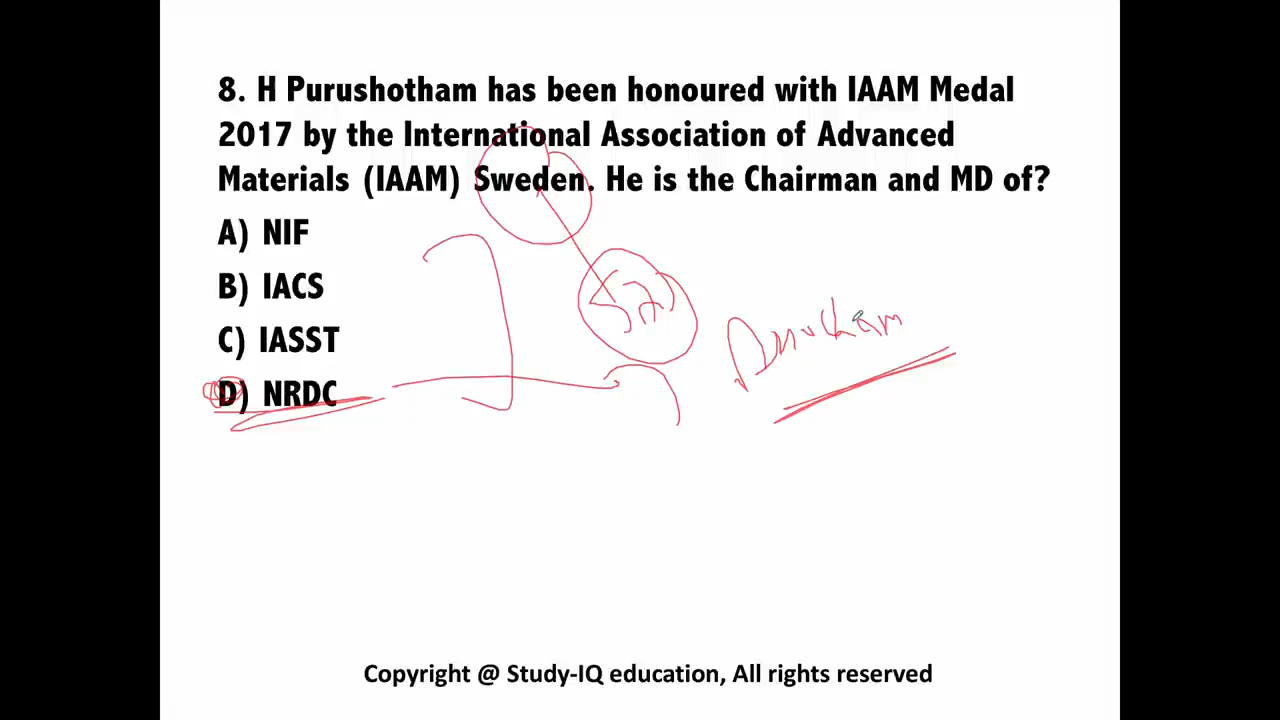 8. H Purushotham has been honoured with IAAM Medal
2017 by the International Association of Advanced
Materials (IAAM) Sweden. He is the Chairman and MD of?
A) NIF
B) IACS
C) IASST
D) NRDC
Copyright @ Study-IQ education, All rights reserved